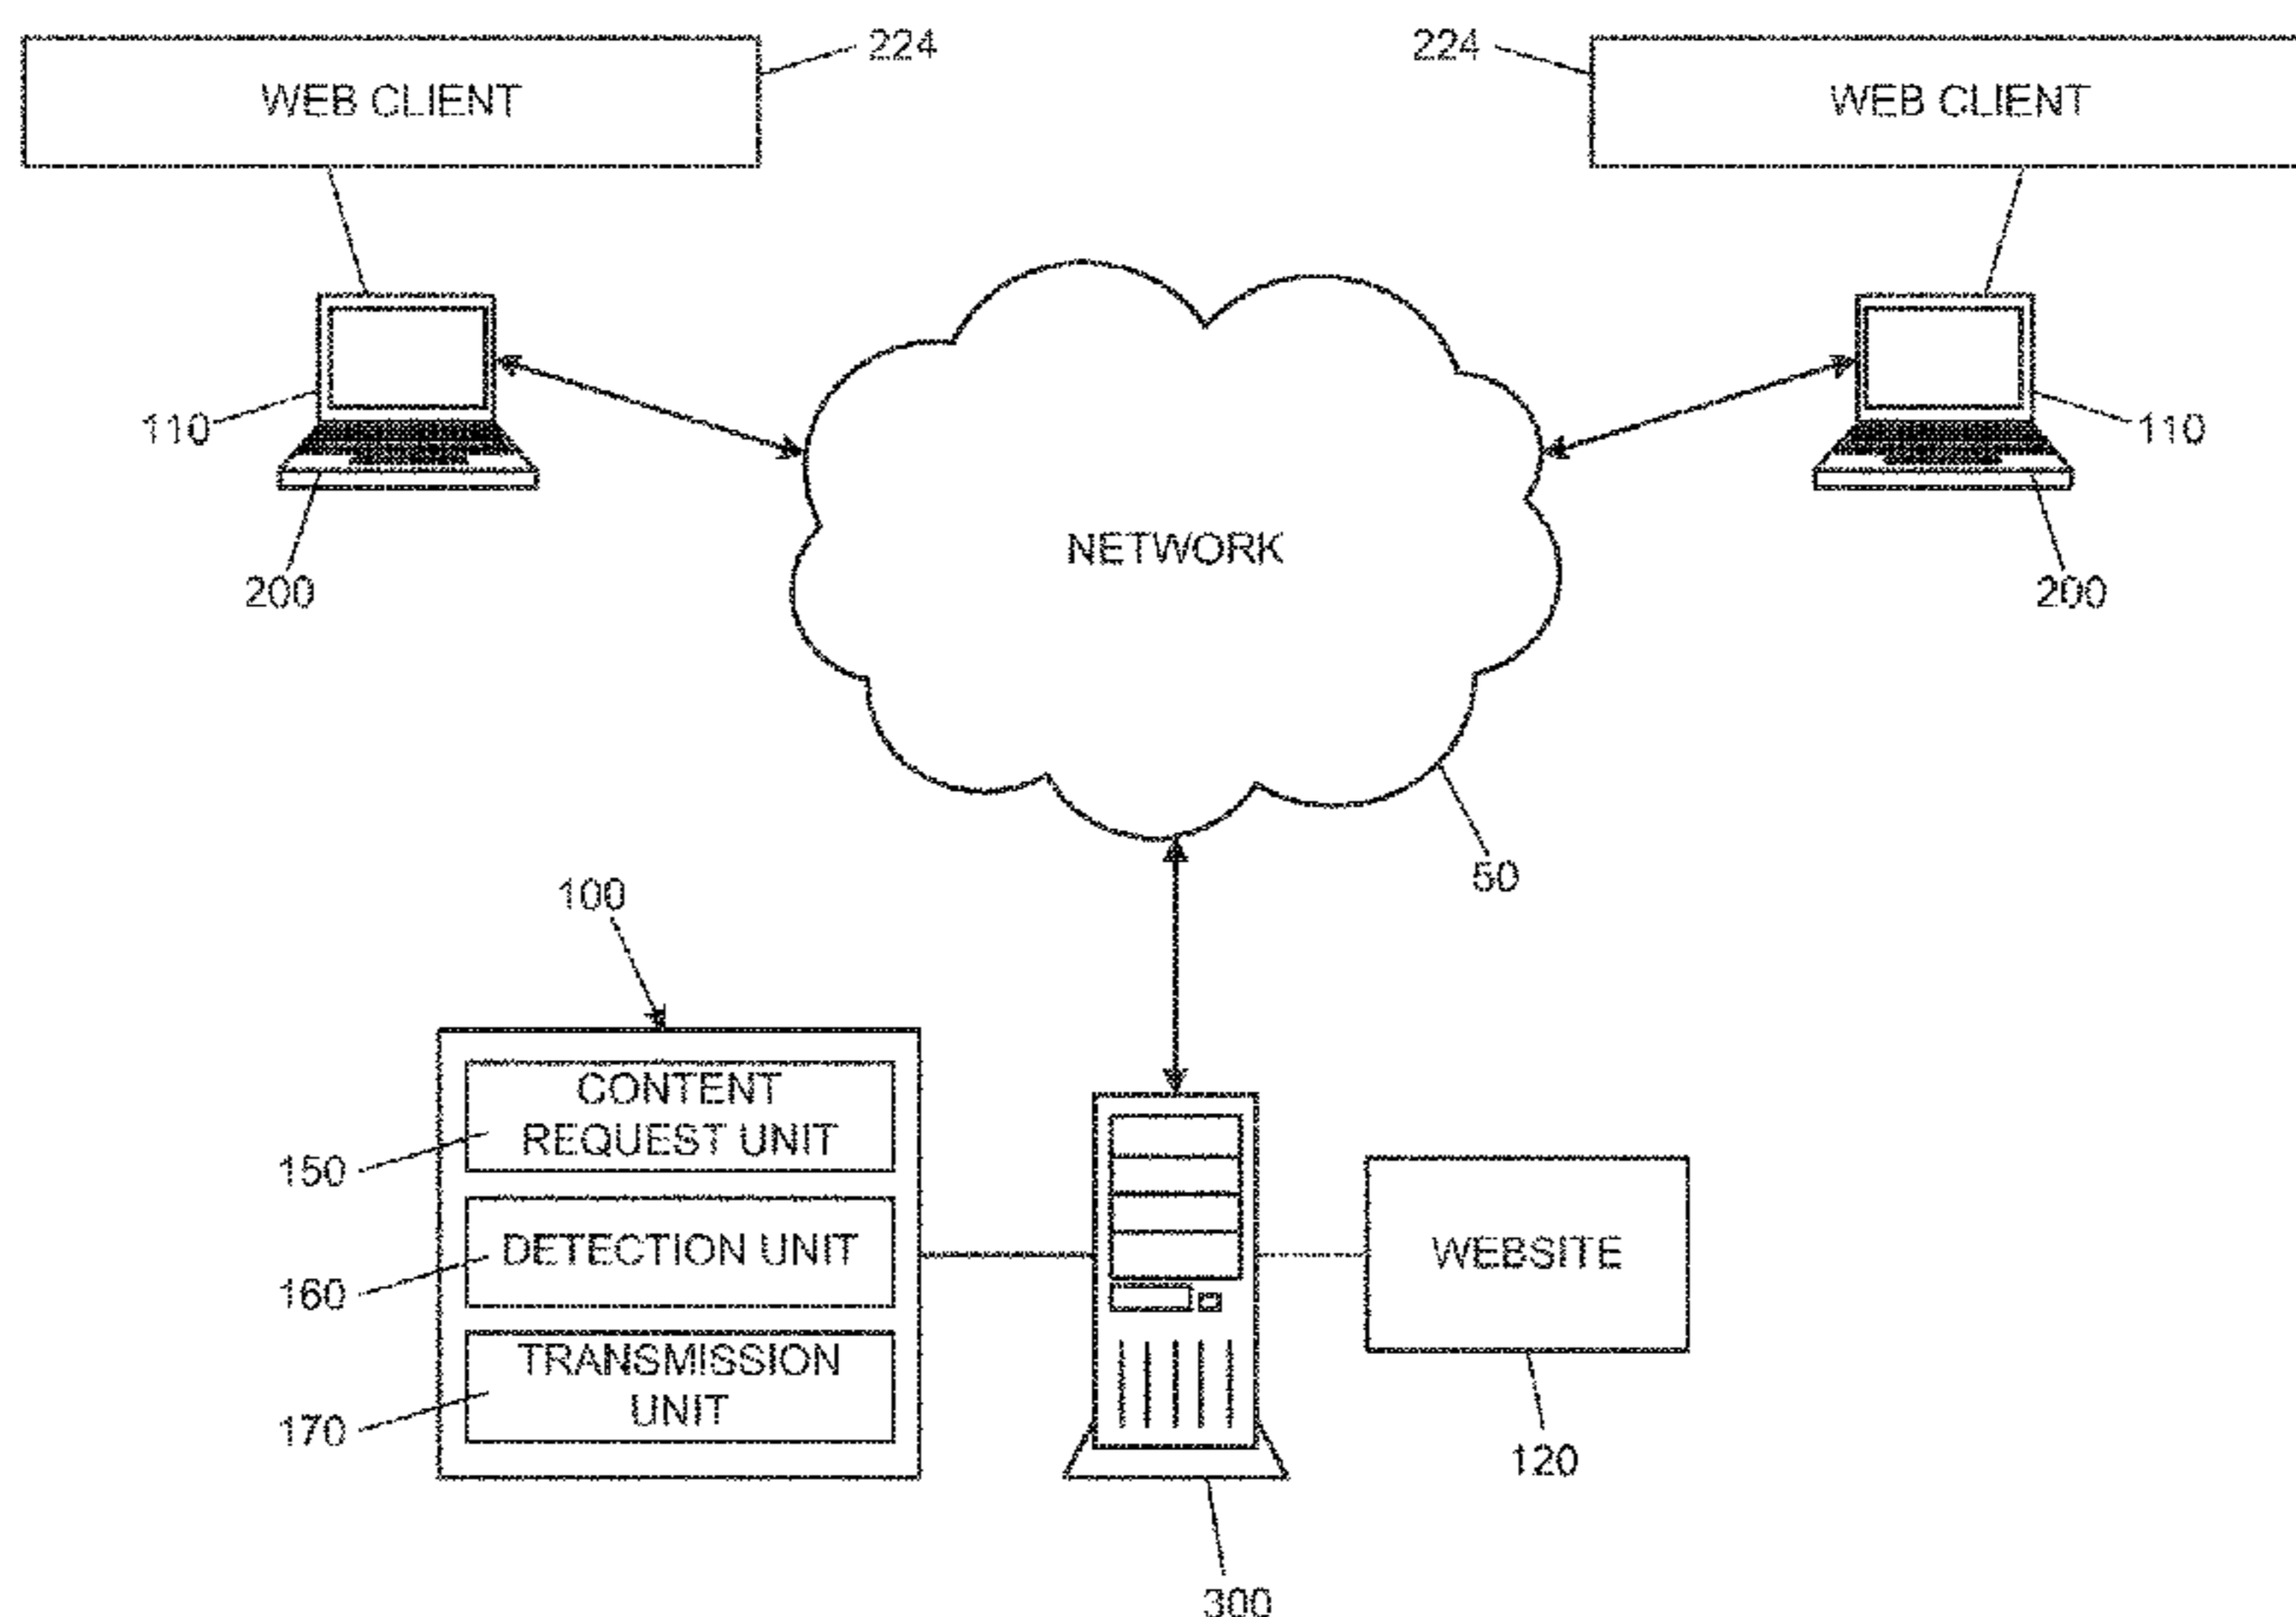 224
224
WEB CLIENT
WEB CLIENT
110
110
NETWORK
200
200
50
100
CONTENT
REQUEST UNIT
150
DETECTION UNIT
WEBSITE
160
TRANSMISSION
UNIT
170
120
300